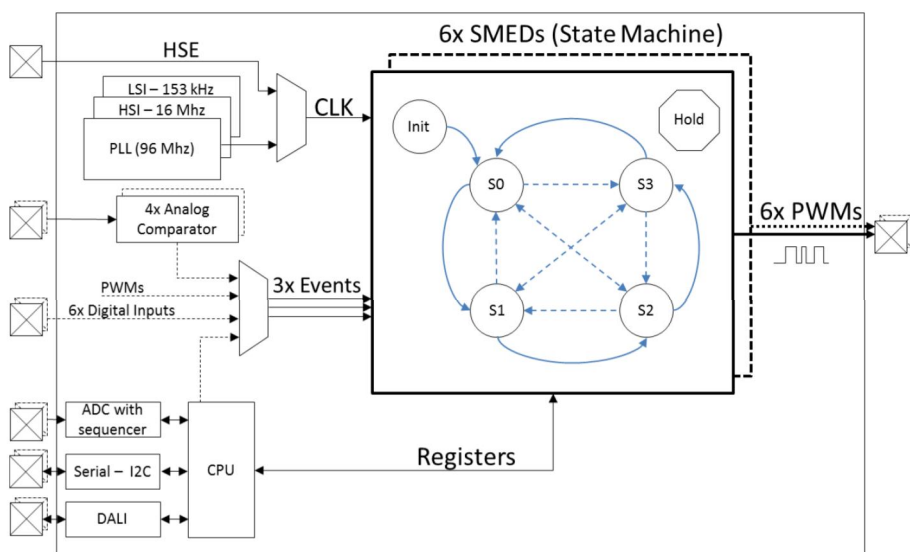 6x SMEDs (State Machine)
HSE
LSI – 153 kHz
HSI – 16 Mhz
PLL (96 Mhz)
CLK
Init
Hold
S0
S3
4x Analog
Comparator
6x PWMs
PWMs
3x Events
6x Digital Inputs
S1
S2
ADC with
sequencer
Serial – I2C
CPU
Registers
DALI